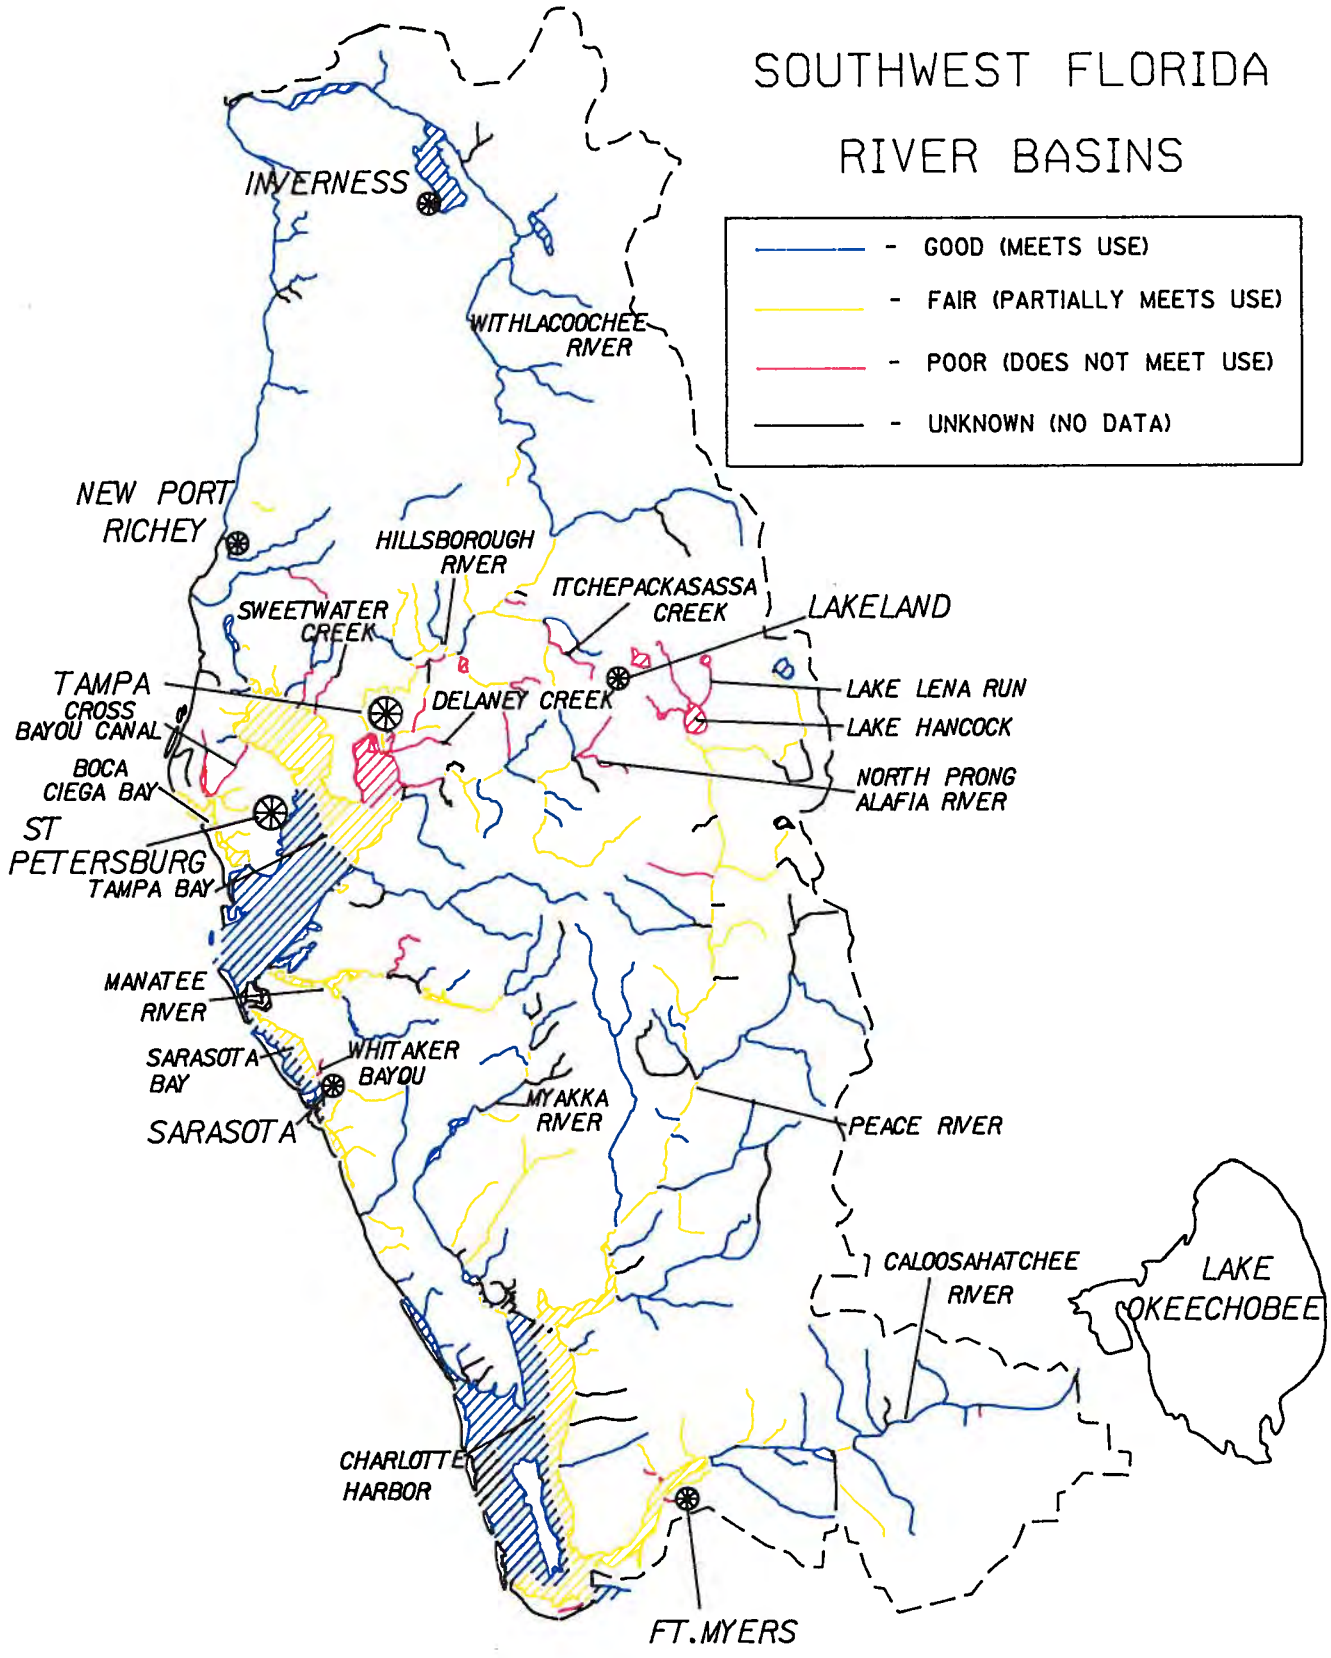 SOUTHWEST FLORIDA
RIVER BASINS
- GOOD (MEETS USE)
- FAIR (PARTIALLY MEETS USE)
- POOR (DOES NOT MEET USE)
- UNKNOWN (NO DATA)
INVERNESS
WITHLACOOCHEE
RIVER
NEW PORT
RICHEY
HILLSBOROUGH
RIVER
ITCHEPACKASASSA
CREEK
LAKELAND
SWEETWATER
CREEK
TAMPA
CROSS
BAYOU CANAL
DELANEY CREEK
LAKE LENA RUN
LAKE HANCOCK
BOCA
CIEGA BAY
NORTH PRONG
ALAFIA RIVER
ST
PETERSBURG
TAMPA BAY
MANATEE
RIVER
SARASOTA
BAY
WHITAKER
BAYOU
MYAKKA
RIVER
SARASOTA
PEACE RIVER
CALOOSAHATCHEE
RIVER
LAKE
OKEECHOBEE
CHARLOTTE
HARBOR
FT.MYERS